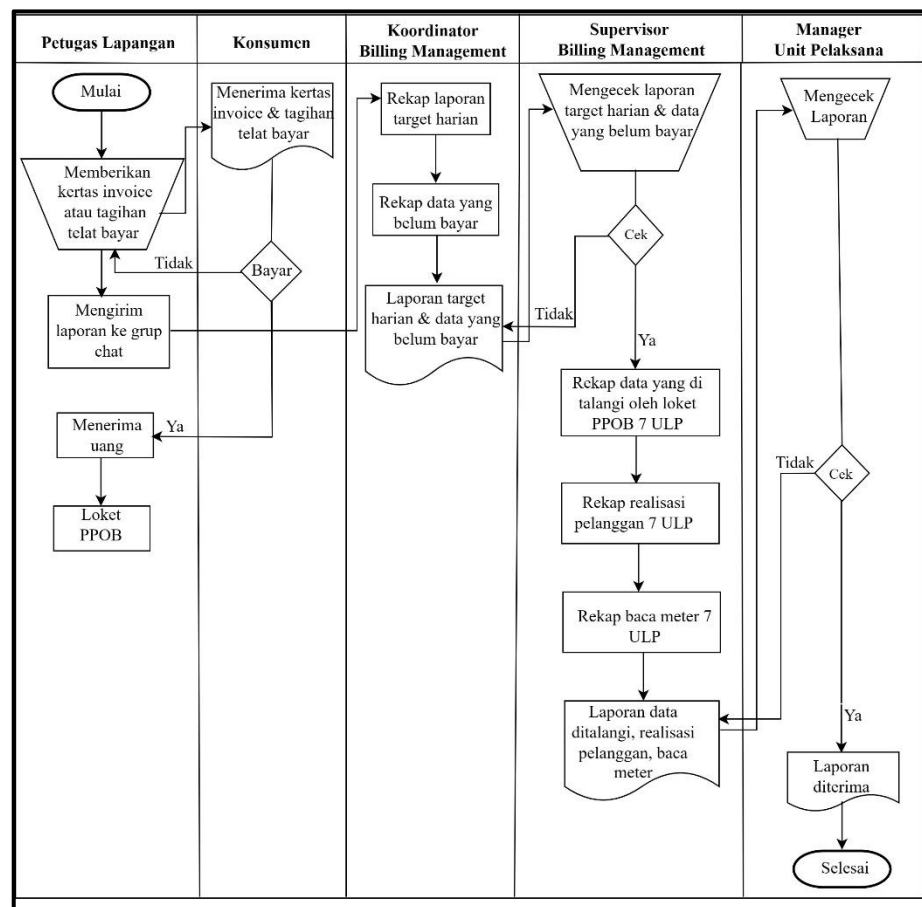 Petugas Lapangan
Konsumen
Koordinator
Billing Management
Supervisor
Billing Management
Manager
Unit Pelaksana
Mulai
Memberikan
kertas invoice
atau tagihan
telat bayar
Mengirim
laporan ke grup
chat
Menerima
uang
Loket
PPOB
Menerima kertas
invoice & tagihan
telat bayar
Bayar
Tidak
Ya
Rekap laporan
target harian
Rekap data yang
belum bayar
Laporan target
harian & data yang
belum bayar
Mengecek laporan
target harian & data
yang belum bayar
Cek
Tidak
Ya
Rekap data yang di
talangi oleh loket
PPOB 7 ULP
Rekap realisasi
pelanggan 7 ULP
Rekap baca meter 7
ULP
Laporan data
ditalangi, realisasi
pelanggan, baca
meter
Mengecek
Laporan
Cek
Tidak
Ya
Laporan
diterima
Selesai